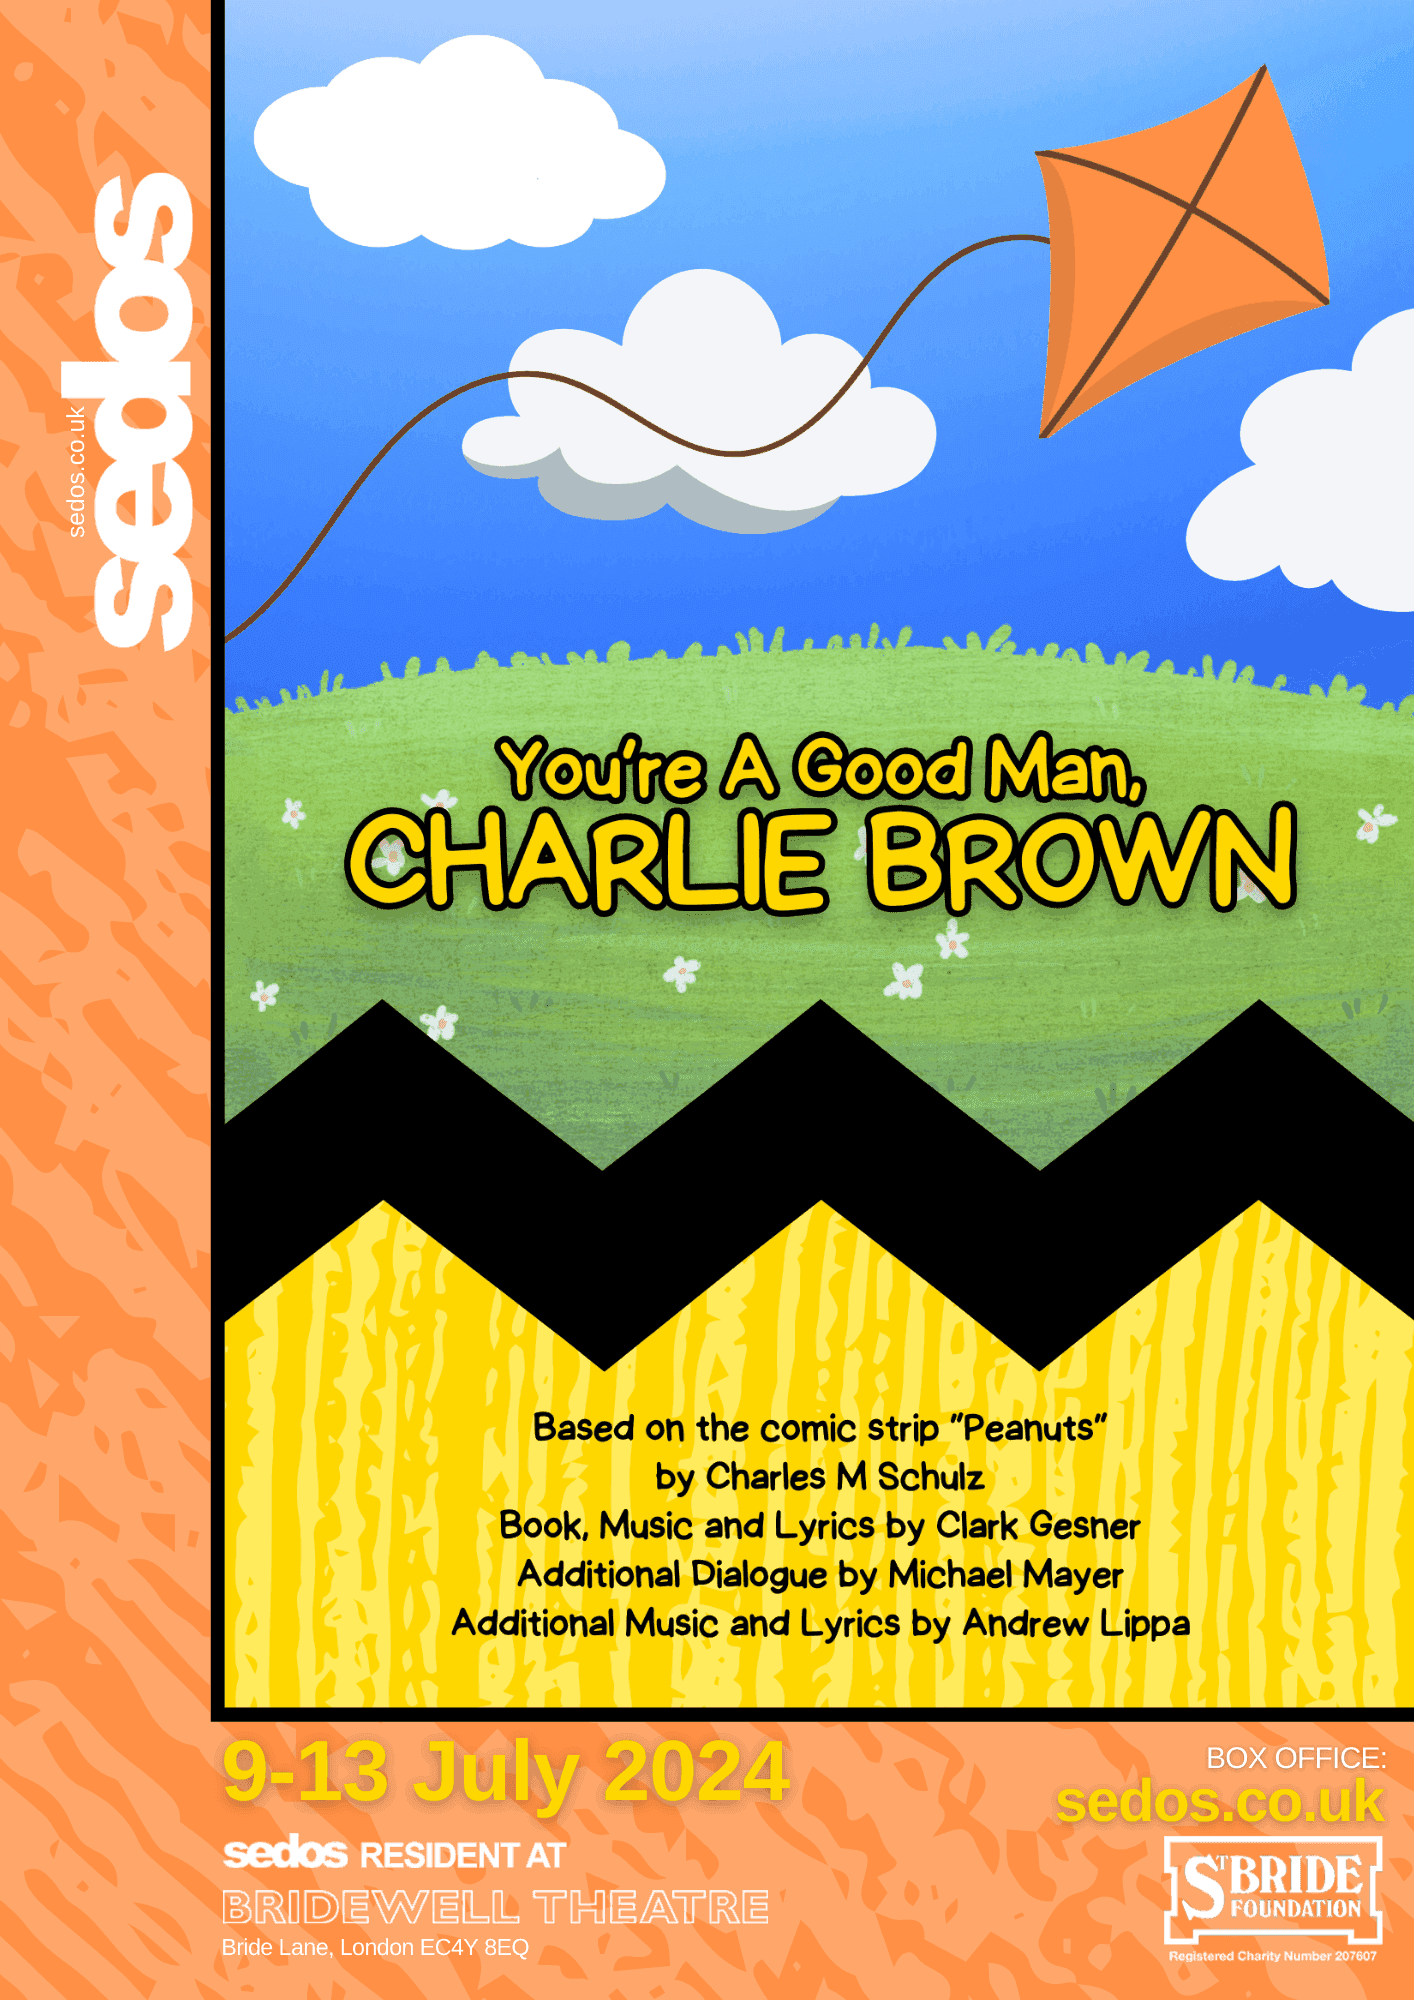 sedos
sedos.co.uk
You're A Good Man,
CHARLIE BROWN
Based on the comic strip "Peanuts"
by Charles M Schulz
Book, Music and Lyrics by Clark Gesner
Additional Dialogue by Michael Mayer
Additional Music and Lyrics by Andrew Lippa
9-13 July 2024
sedos RESIDENT AT
BRIDEWELL THEATRE
Bride Lane, London EC4Y 8EQ
BOX OFFICE:
sedos.co.uk
ST BRIDE
FOUNDATION
Registered Charity Number 207607